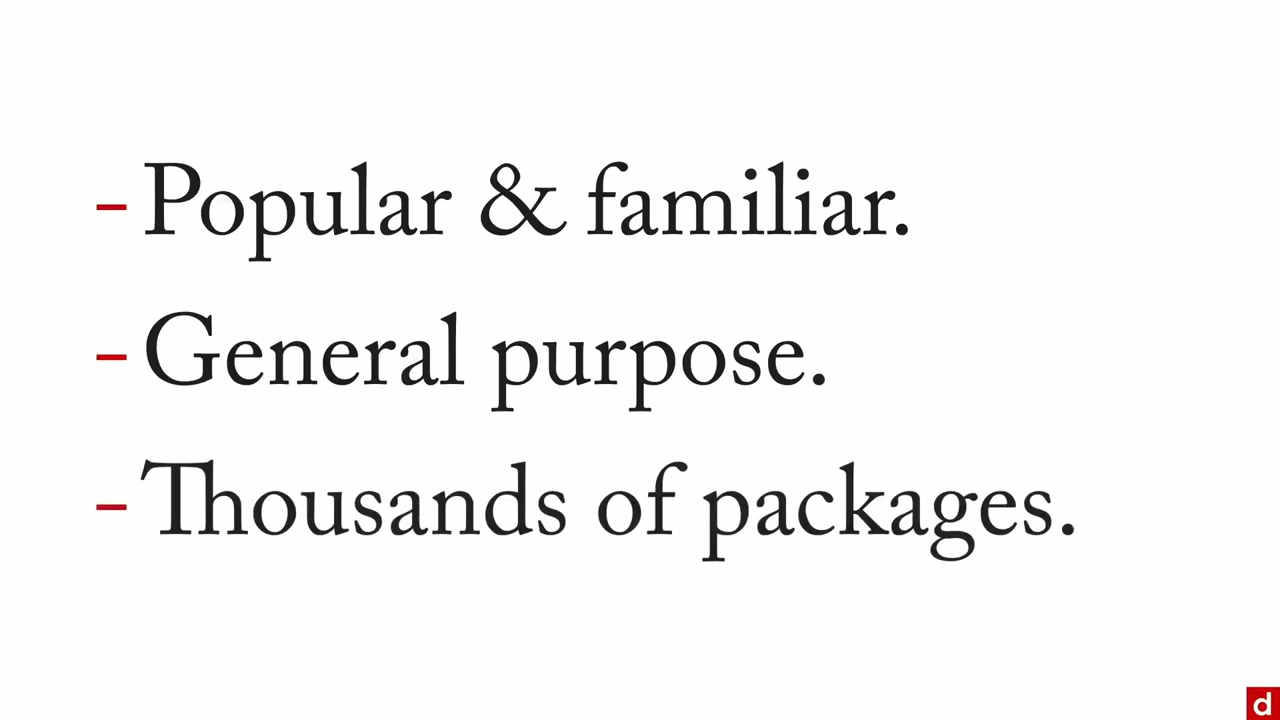 - Popular & familiar.
- General purpose.
- Thousands of packages.
d